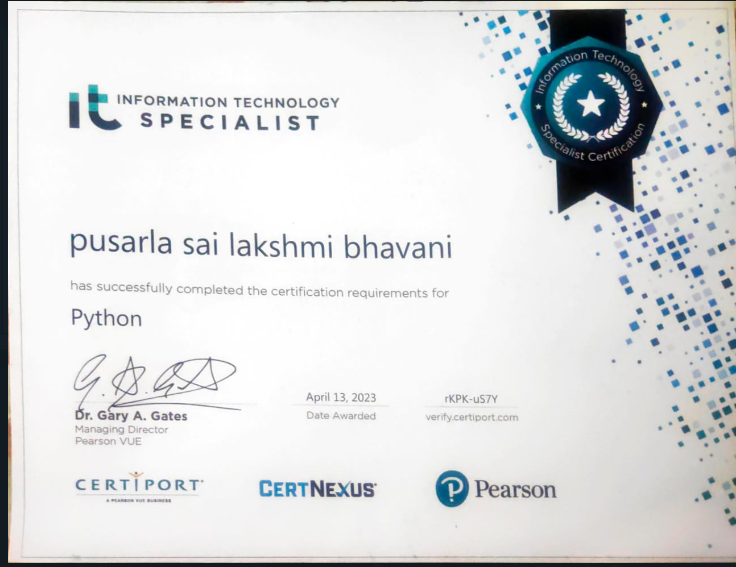 it INFORMATION TECHNOLOGY
SPECIALIST
Information Technology
Specialist Certification
pusarla sai lakshmi bhavani
has successfully completed the certification requirements for
Python
Dr. Gary A. Gates
Managing Director
Pearson VUE
April 13, 2023
Date Awarded
rKPK-uS7Y
verify.certiport.com
CERTIPORT
A PEARSON VUE BUSINESS
CERTNEXUS
P Pearson